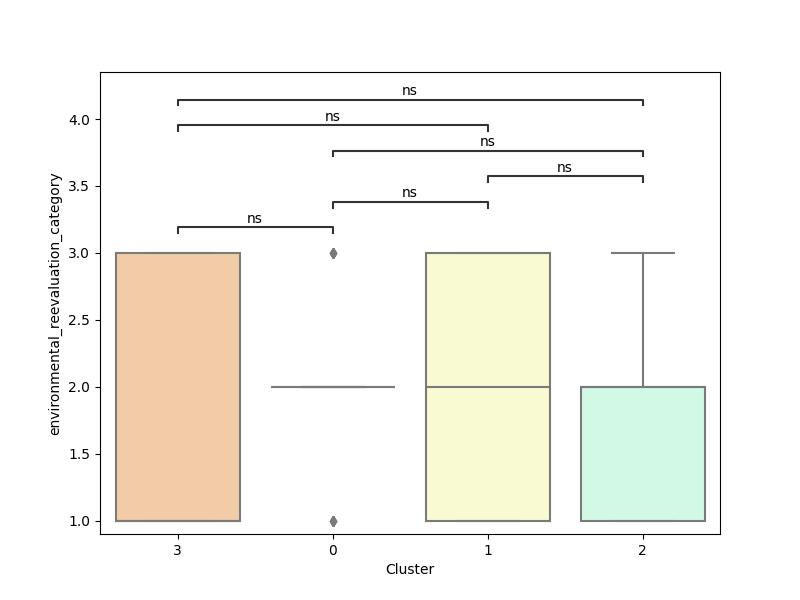 ns
4.0
ns
ns
3.5
ns
ns
ns
3.0
2.5
2.0
1.5
1.0
environmental_reevaluation_category
3 0 1 2
Cluster